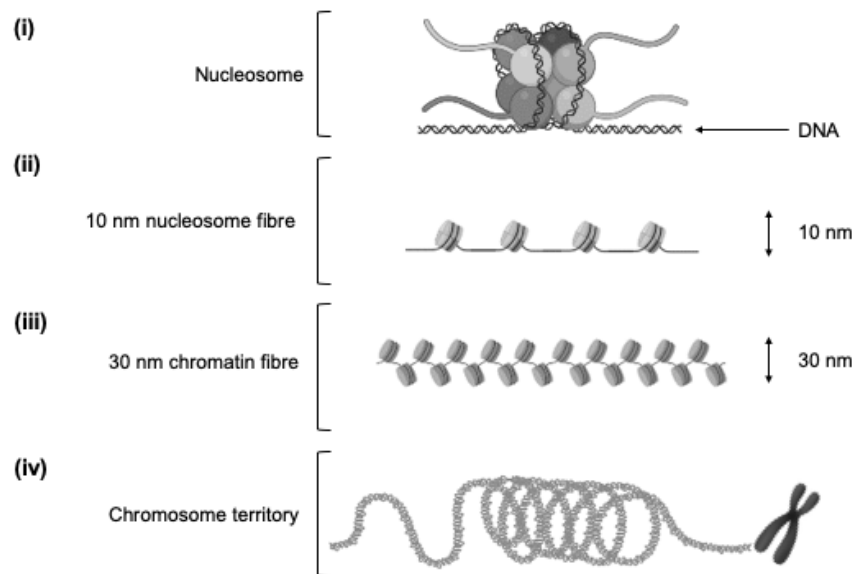 (i)
Nucleosome
DNA
(ii)
10 nm nucleosome fibre
10 nm
(iii)
30 nm chromatin fibre
30 nm
(iv)
Chromosome territory